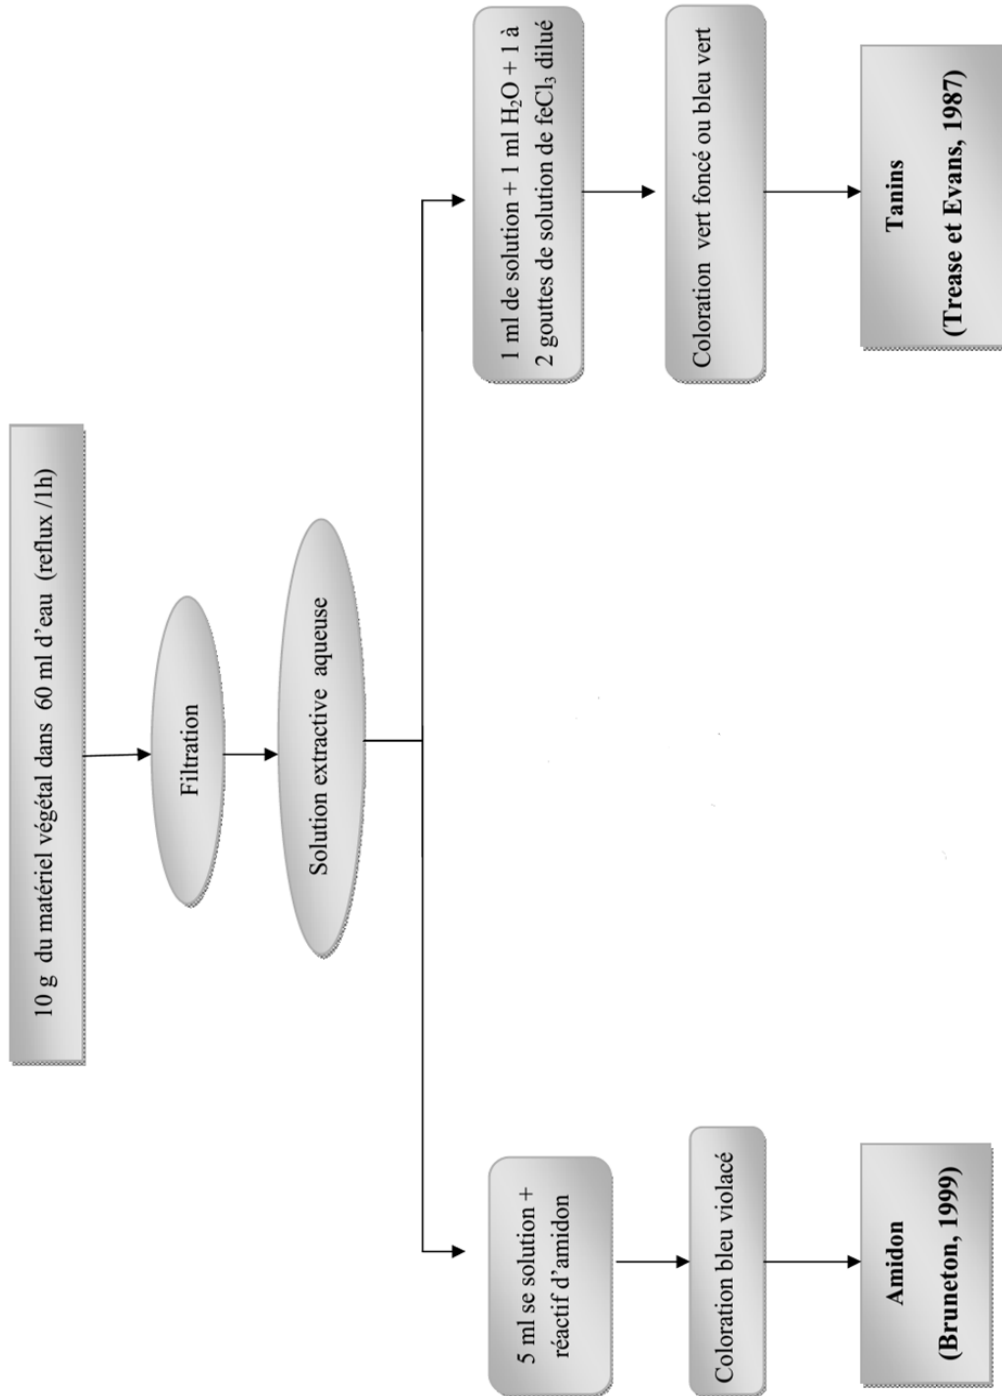 10 g du matériel végétal dans 60 ml d’eau (reflux /1h)
Filtration
Solution extractive aqueuse
5 ml se solution +
réactif d’amidon
Coloration bleu violacé
Amidon
(Bruneton, 1999)
1 ml de solution + 1 ml H₂O + 1 à
2 gouttes de solution de feCl₃ dilué
Coloration vert foncé ou bleu vert
Tanins
(Trease et Evans, 1987)